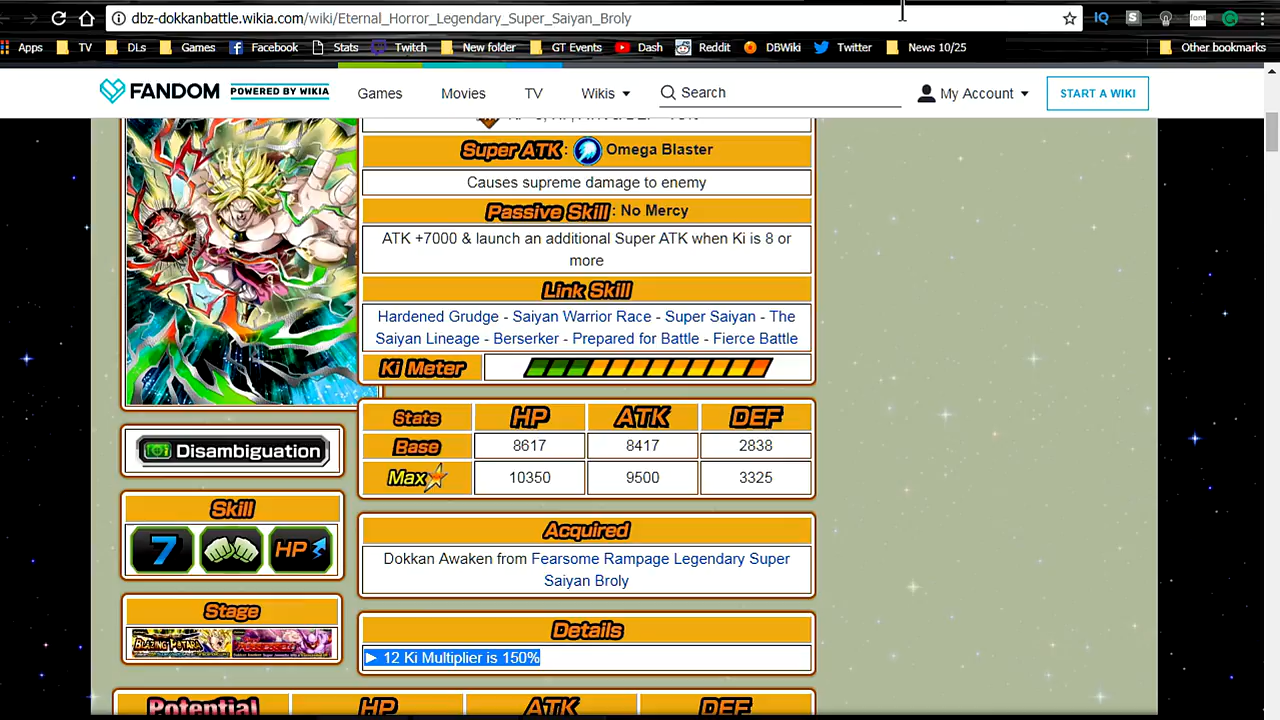 dbz-dokkanbattle.wikia.com/wiki/Eternal_Horror_Legendary_Super_Saiyan_Broly
Apps TV DLs Games Facebook Stats Twitch New folder GT Events Dash Reddit DBWiki Twitter News 10/25 Other bookmarks
FANDOM POWERED BY WIKIA Games Movies TV Wikis Search My Account START A WIKI
Super ATK : Omega Blaster
Causes supreme damage to enemy
Passive Skill : No Mercy
ATK +7000 & launch an additional Super ATK when Ki is 8 or
more
Link Skill
Hardened Grudge - Saiyan Warrior Race - Super Saiyan - The
Saiyan Lineage - Berserker - Prepared for Battle - Fierce Battle
Ki Meter
Stats HP ATK DEF
Base 8617 8417 2838
Max 10350 9500 3325
Disambiguation
Skill
7 HP
Acquired
Dokkan Awaken from Fearsome Rampage Legendary Super
Saiyan Broly
Stage
Details
► 12 Ki Multiplier is 150%
Potential HP ATK DEF